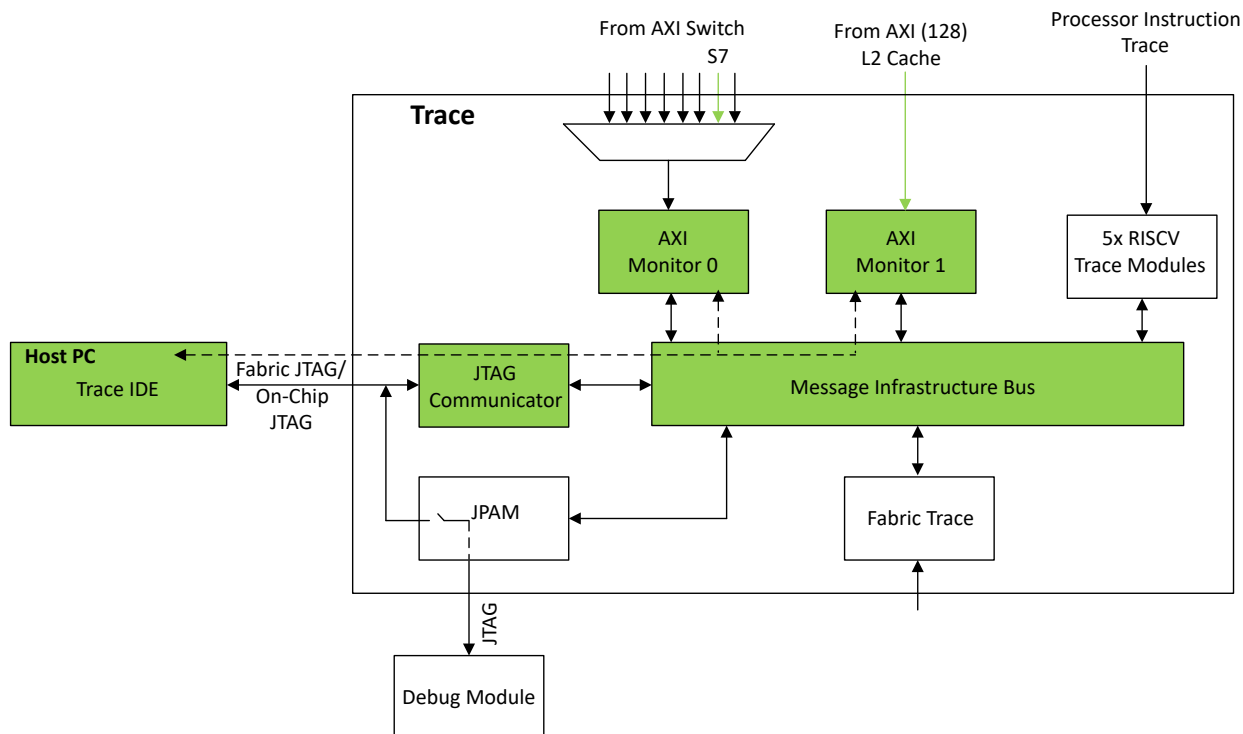 From AXI Switch
S7
From AXI (128)
L2 Cache
Processor Instruction
Trace
Trace
AXI
Monitor 0
AXI
Monitor 1
5x RISCV
Trace Modules
Host PC
Trace IDE
Fabric JTAG/
On-Chip
JTAG
JTAG
Communicator
Message Infrastructure Bus
JPAM
Fabric Trace
JTAG
Debug Module